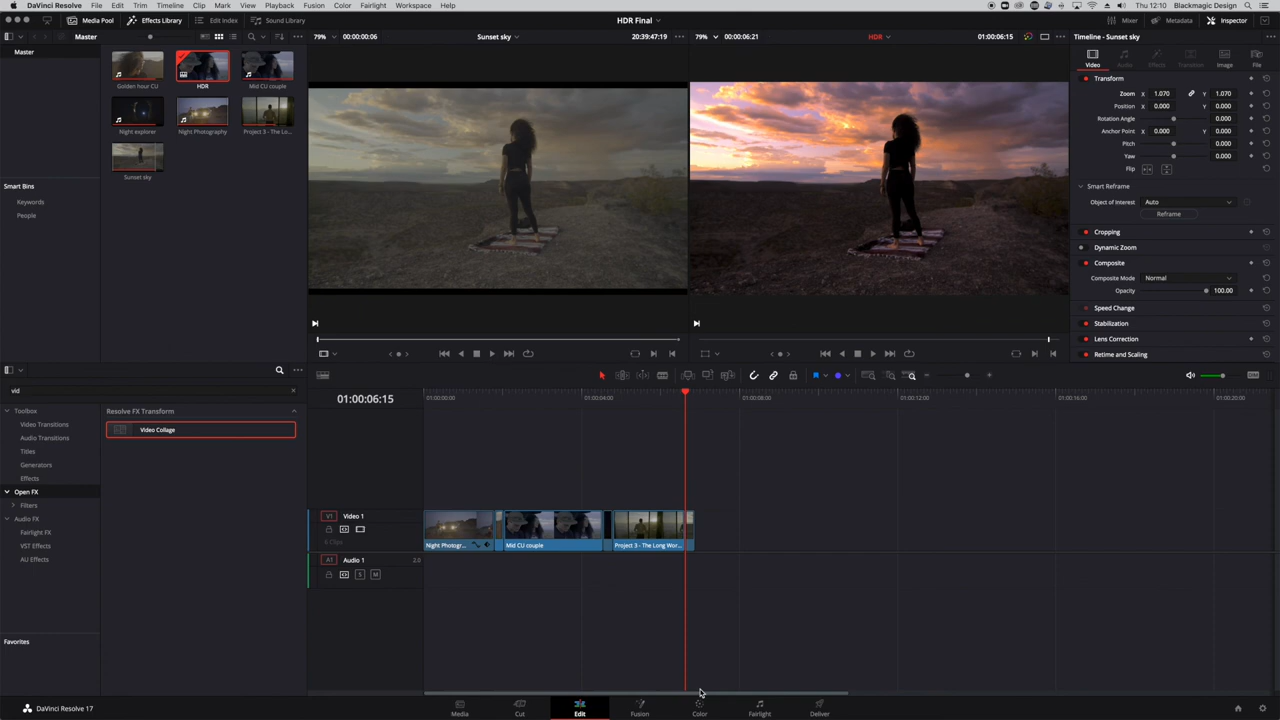 DaVinci Resolve File Edit Trim Timeline Clip Mark View Playback Fusion Color Fairlight Workspace Help Thu 12:10 Blackmagic Design
Media Pool Effects Library Edit Index Sound Library HDR Final Mixer Metadata Inspector
Master 79% 00:00:00:06 Sunset sky 20:39:47:19 79% 00:00:06:21 HDR 01:00:06:15 Timeline - Sunset sky
Master
Video Audio Effects Transition Image File
Golden hour CU HDR Mid CU couple
Night explorer Night Photography Project 3 - The Lo...
Sunset sky
Smart Bins
Keywords
People
Transform
Zoom X 1.070 Y 1.070
Position X 0.000 Y 0.000
Rotation Angle 0.000
Anchor Point X 0.000 Y 0.000
Pitch 0.000
Yaw 0.000
Flip
Smart Reframe
Object of Interest Auto
Reframe
Cropping
Dynamic Zoom
Composite
Composite Mode Normal
Opacity 100.00
Speed Change
Stabilization
Lens Correction
Retime and Scaling
vid
Toolbox
Video Transitions
Audio Transitions
Titles
Generators
Effects
Open FX
Filters
Audio FX
Fairlight FX
VST Effects
AU Effects
Favorites
Resolve FX Transform
Video Collage
DIM
01:00:06:15 01:00:00:00 01:00:04:00 01:00:08:00 01:00:12:00 01:00:16:00 01:00:20:00
V1 Video 1
6 Clips
Night Photogr... Mid CU couple Project 3 - The Long Wor...
A1 Audio 1 2.0
S M
DaVinci Resolve 17 Media Cut Edit Fusion Color Fairlight Deliver